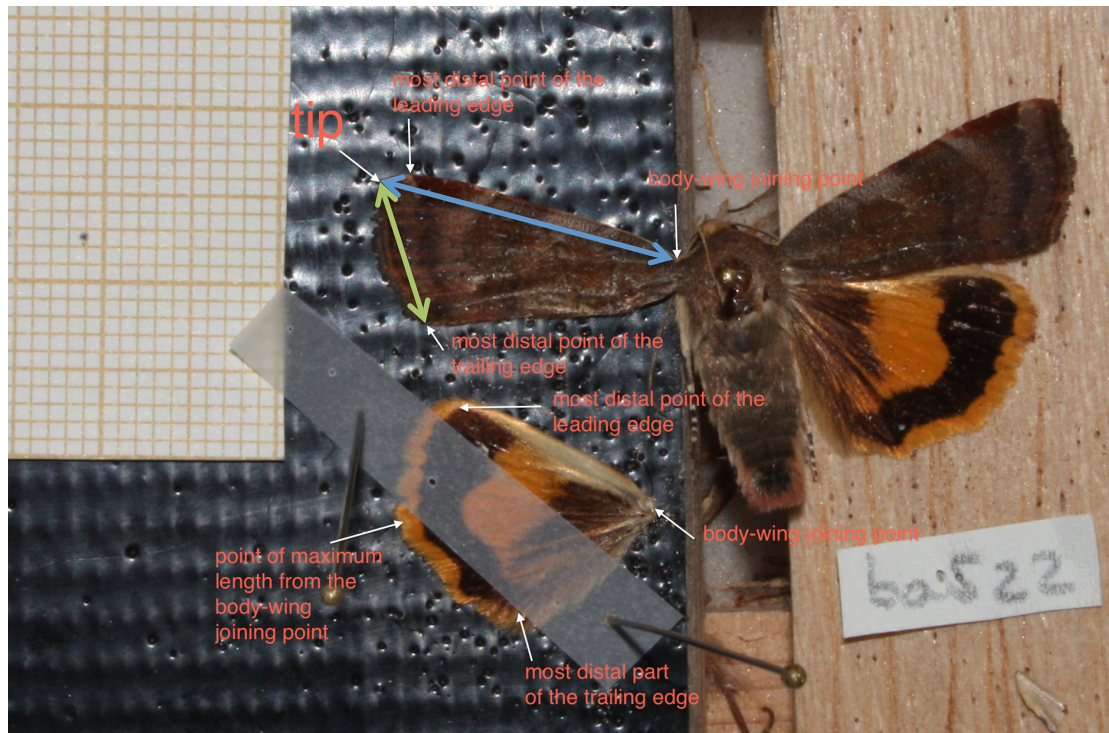 most distal point of the
leading edge
tip
body-wing joining point
most distal point of the
trailing edge
most distal point of the
leading edge
body-wing joining point
point of maximum
length from the
body-wing
joining point
ba522
most distal part
of the trailing edge